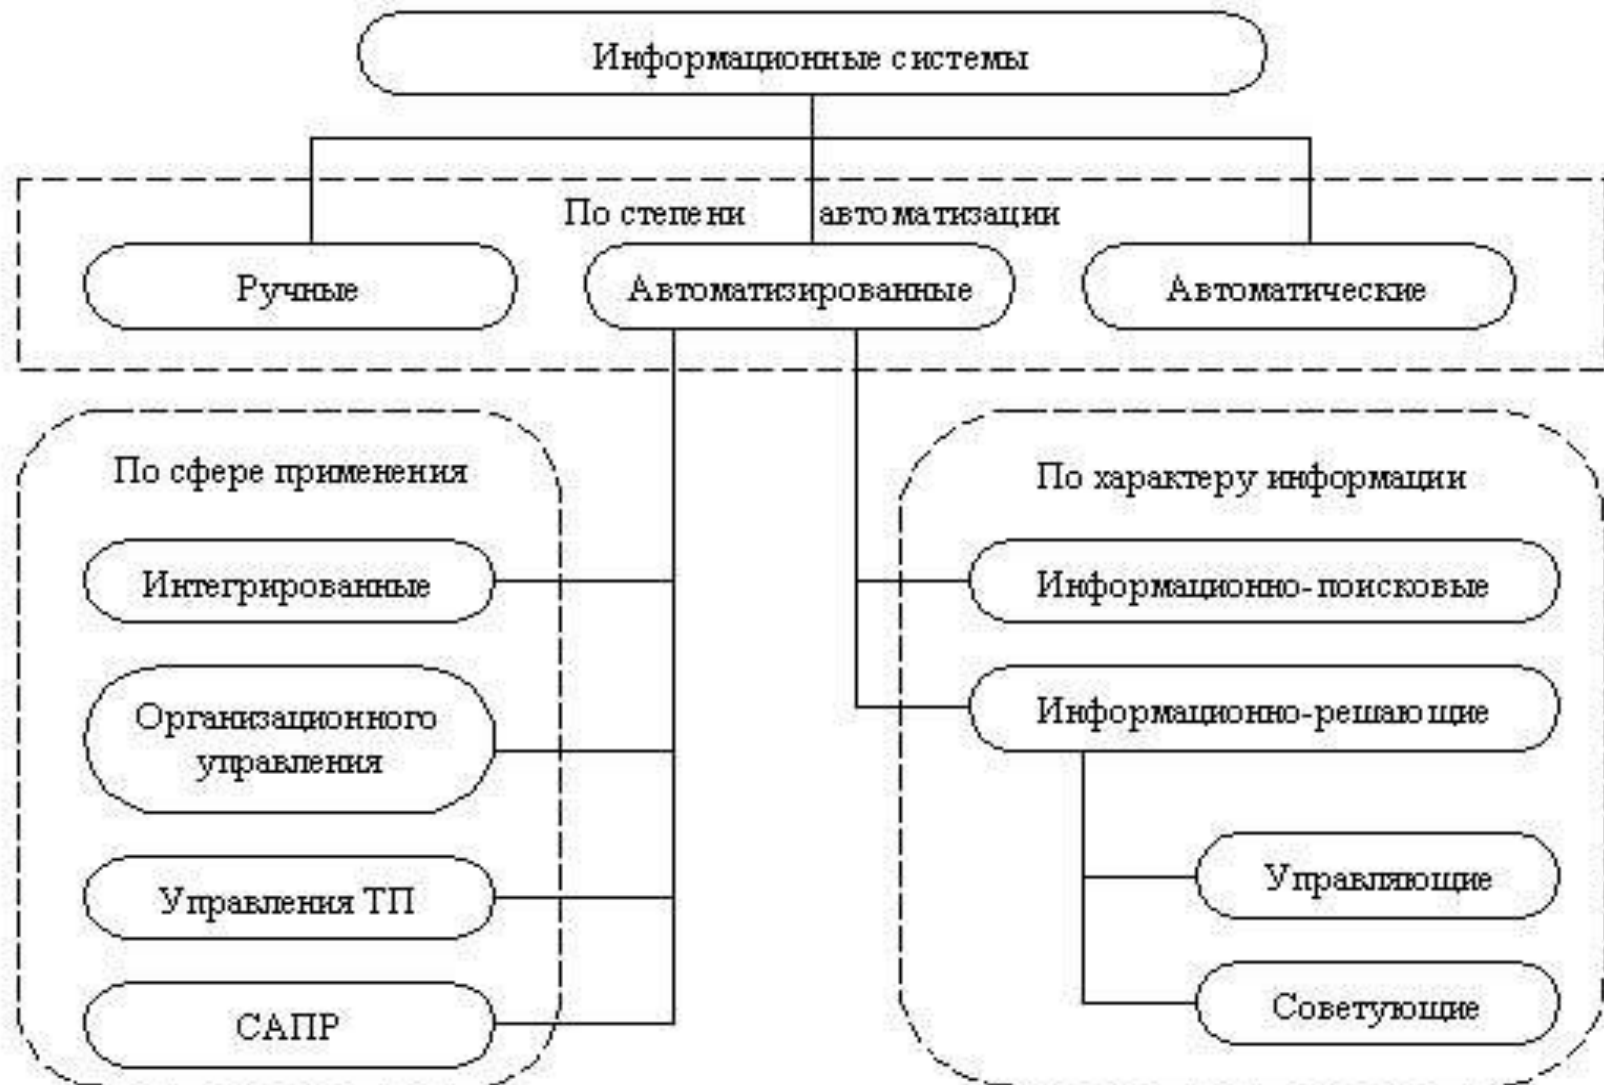 Информационные системы
По степени автоматизации
Ручные
Автоматизированные
Автоматические
По сфере применения
Интегрированные
Организационного
управления
Управления ТП
САПР
По характеру информации
Информационно-поисковые
Информационно-решающие
Управляющие
Советующие